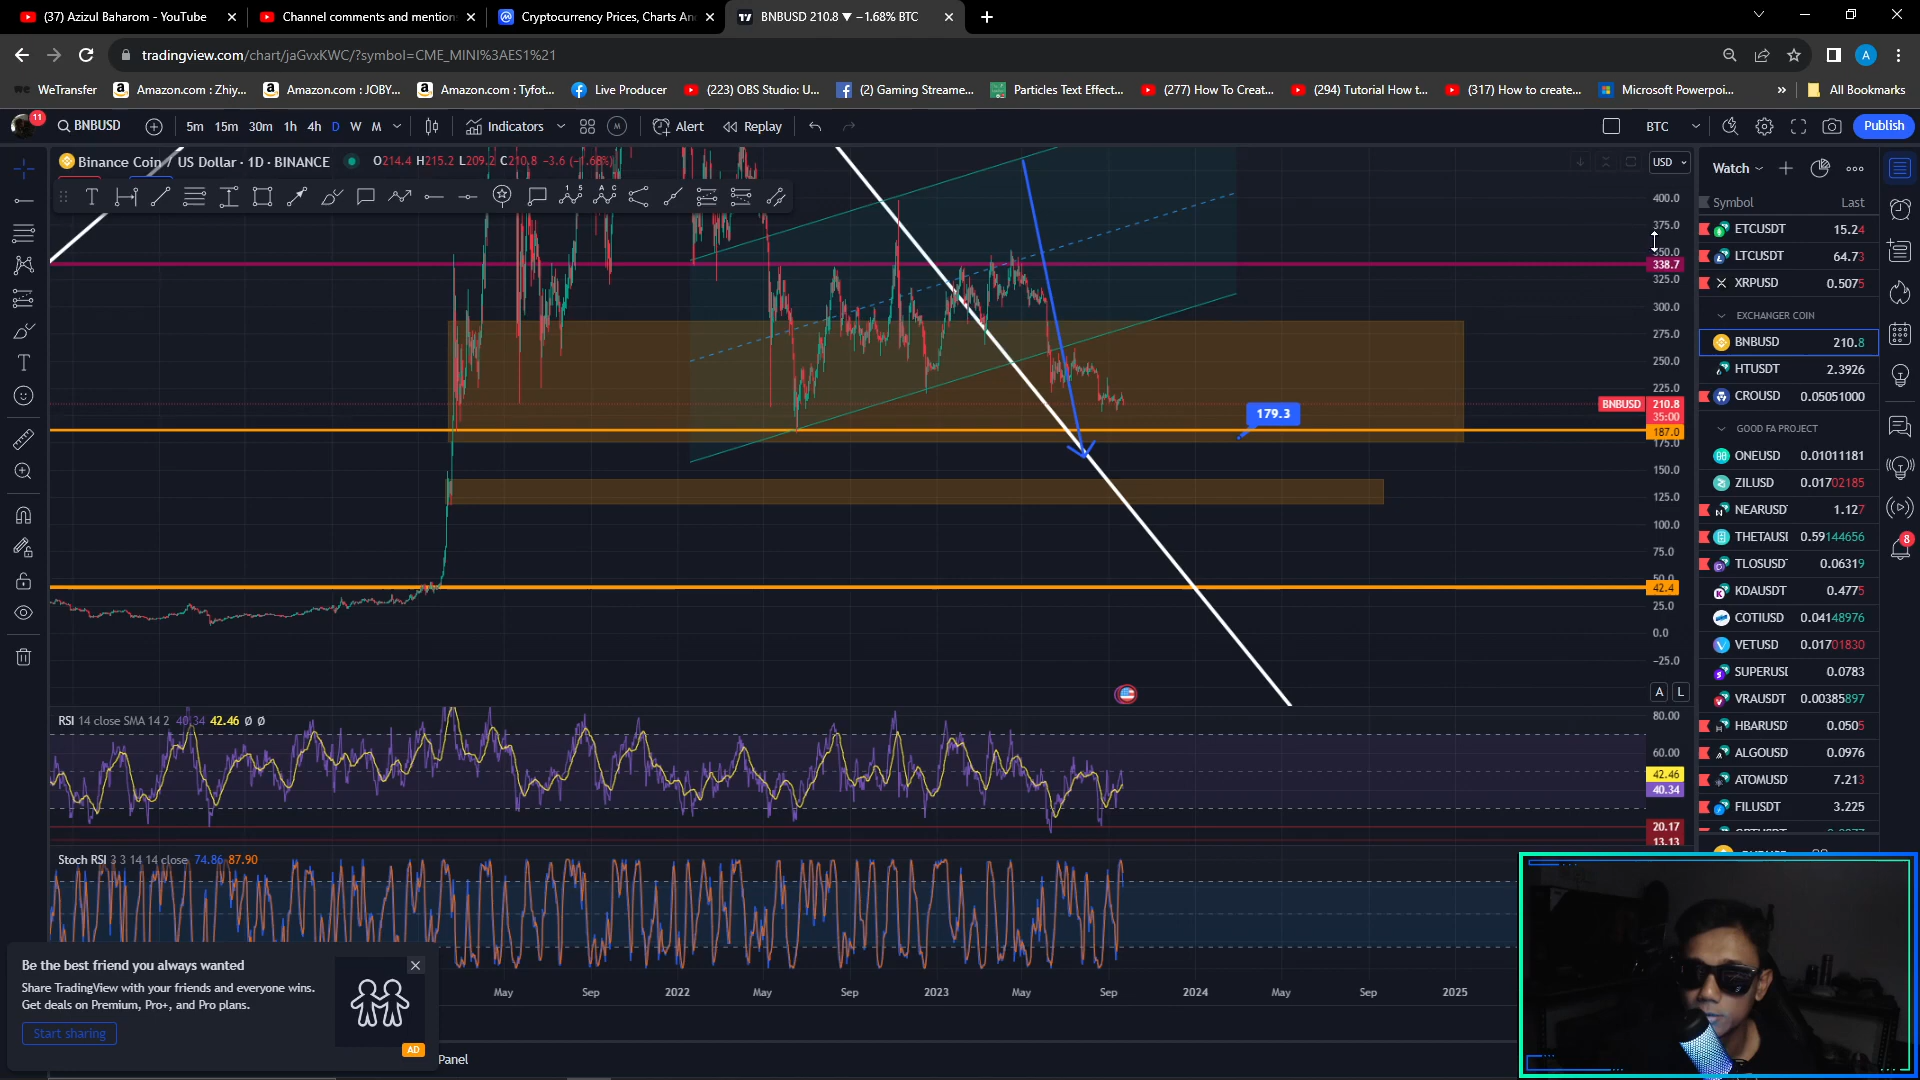 (37) Azizul Baharom - YouTube
Channel comments and mention
Cryptocurrency Prices, Charts An
BNBUSD 210.8 ▼ −1.68% BTC
tradingview.com/chart/jaGvxKWC/?symbol=CME_MINI%3AES1%21
A
WeTransfer
Amazon.com : Zhiy...
Amazon.com : JOBY...
Amazon.com : Tyfot...
Live Producer
(223) OBS Studio: U...
(2) Gaming Streame...
Particles Text Effect...
(277) How To Creat...
(294) Tutorial How t...
(317) How to create...
Microsoft Powerpoi...
»
All Bookmarks
11
BNBUSD
5m 15m 30m 1h 4h D W M
Indicators
M
Alert
Replay
BTC
Publish
Binance Coin / US Dollar · 1D · BINANCE
O214.4 H215.2 L209.2 C210.8 −3.6 (−1.68%)
USD
400.0
375.0
350.0
338.7
325.0
300.0
275.0
250.0
225.0
BNBUSD 210.8
35:00
187.0
175.0
150.0
125.0
100.0
75.0
50.0
42.4
25.0
0.0
−25.0
A L
179.3
RSI 14 close SMA 14 2 40.34 42.46 Ø Ø
80.00
60.00
42.46
40.34
20.17
13.13
Stoch RSI 3 3 14 14 close 74.86 87.90
May Sep 2022 May Sep 2023 May Sep 2024 May Sep 2025
Be the best friend you always wanted
Share TradingView with your friends and everyone wins.
Get deals on Premium, Pro+, and Pro plans.
Start sharing
AD
Panel
Watch
Symbol Last
ETCUSDT 15.24
LTCUSDT 64.73
XRPUSD 0.5075
EXCHANGER COIN
BNBUSD 210.8
HTUSDT 2.3926
CROUSD 0.05051000
GOOD FA PROJECT
ONEUSD 0.01011181
ZILUSD 0.01702185
NEARUSD 1.127
THETAUSI 0.59144656
TLOSUSD 0.06319
KDAUSDT 0.4775
COTIUSD 0.04148976
VETUSD 0.01701830
SUPERUSI 0.0783
VRAUSDT 0.00385897
HBARUSD 0.0505
ALGOUSD 0.0976
ATOMUSD 7.213
FILUSDT 3.225
8